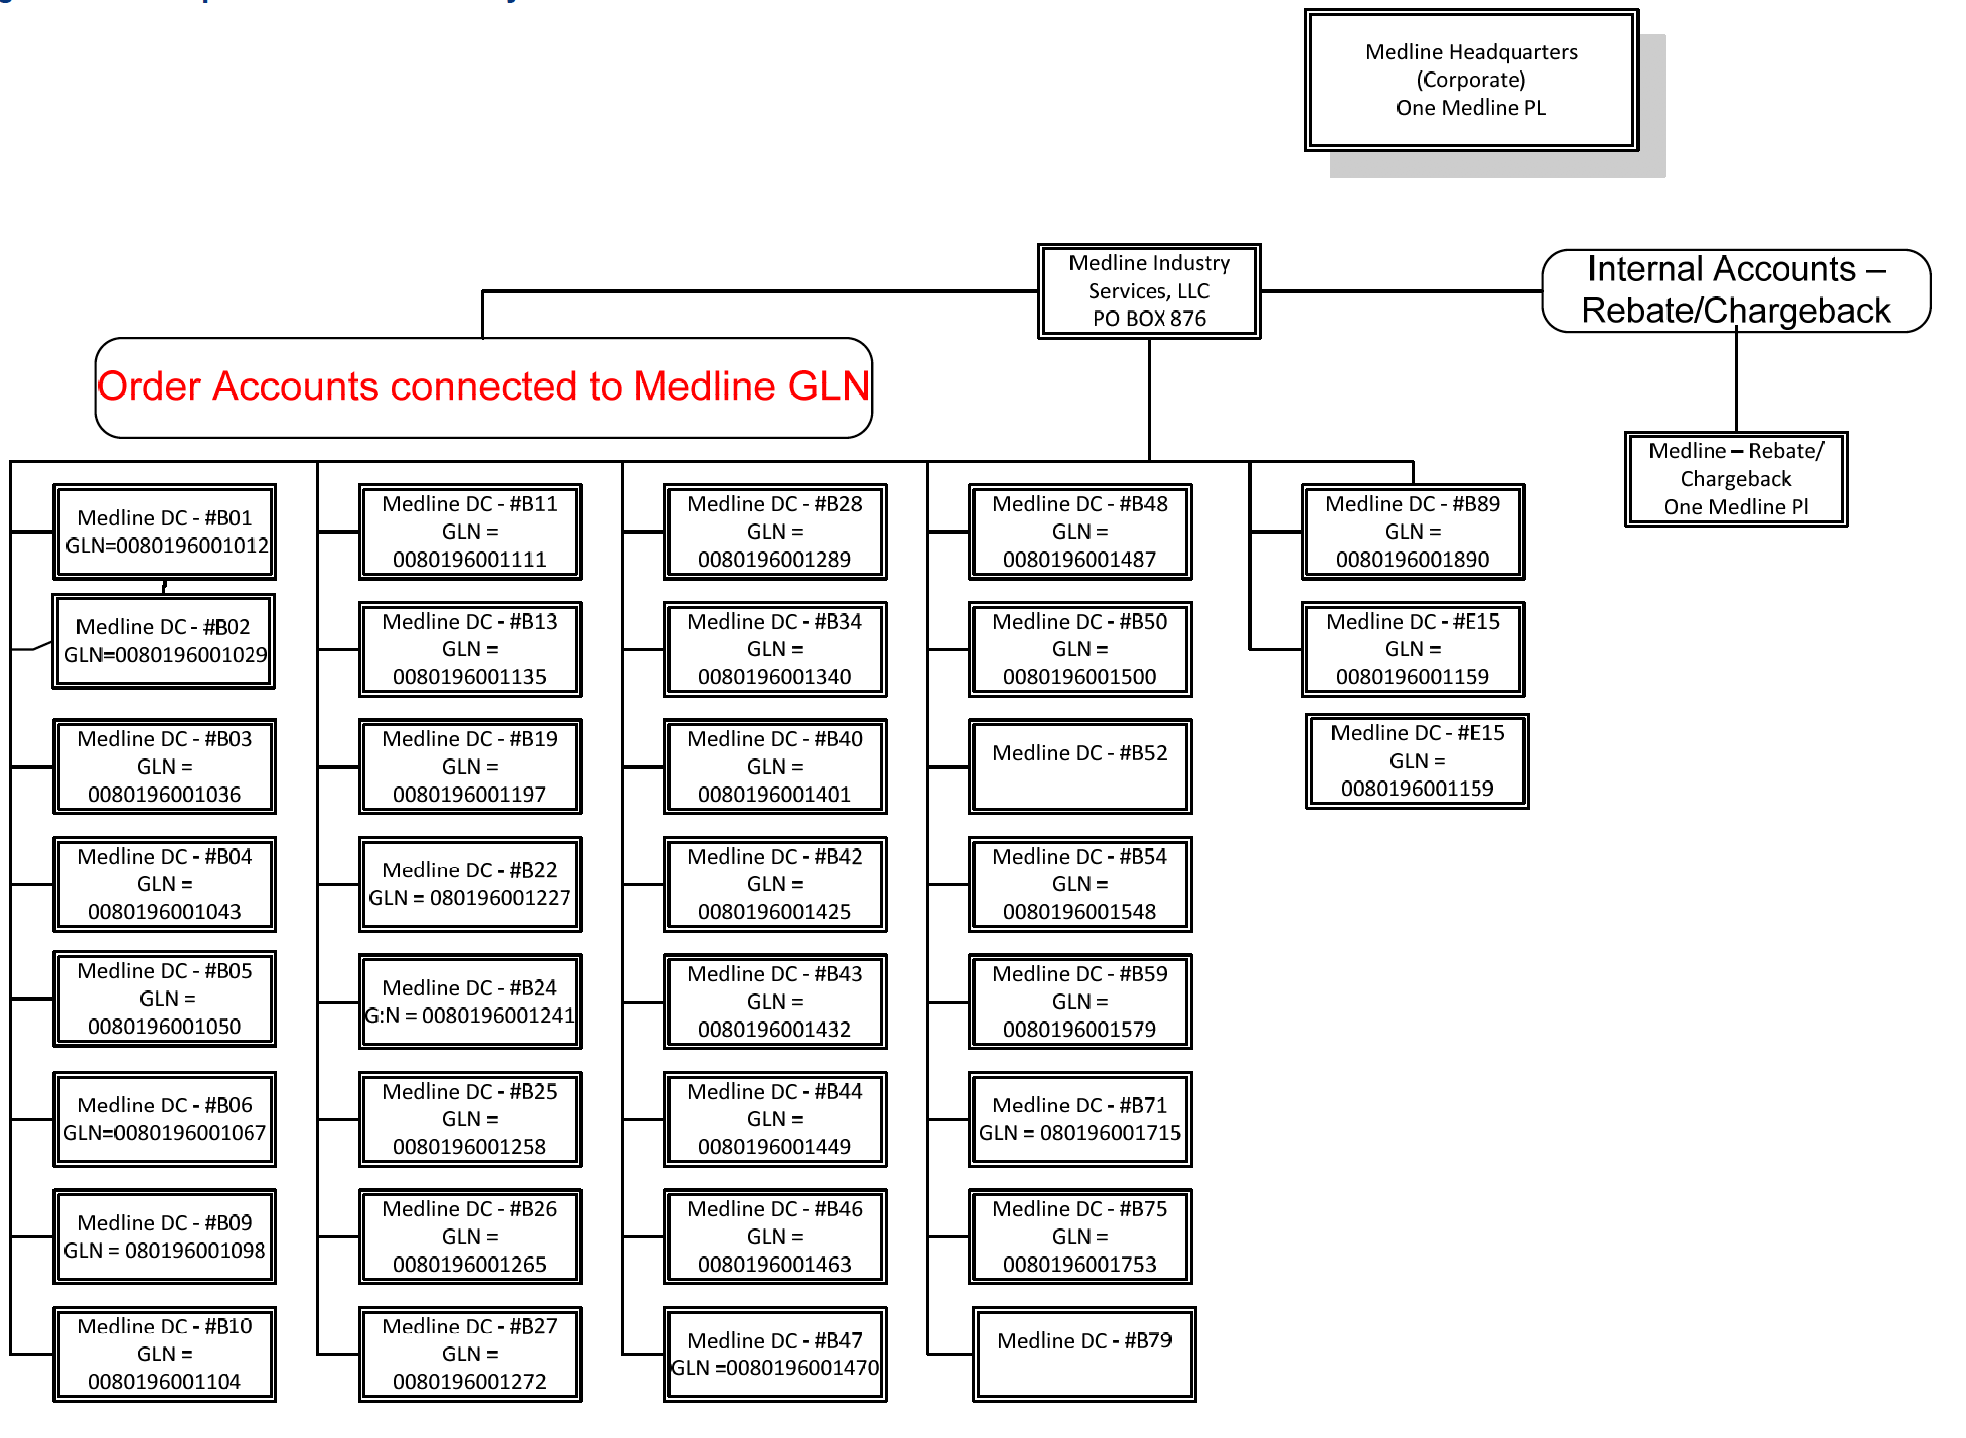 Medline Headquarters
(Corporate)
One Medline PL
Medline Industry
Services, LLC
PO BOX 876
Internal Accounts –
Rebate/Chargeback
Order Accounts connected to Medline GLN
Medline – Rebate/
Chargeback
One Medline Pl
Medline DC - #B01
GLN=0080196001012
Medline DC - #B02
GLN=0080196001029
Medline DC - #B03
GLN =
0080196001036
Medline DC - #B04
GLN =
0080196001043
Medline DC - #B05
GLN =
0080196001050
Medline DC - #B06
GLN=0080196001067
Medline DC - #B09
GLN = 080196001098
Medline DC - #B10
GLN =
0080196001104
Medline DC - #B11
GLN =
0080196001111
Medline DC - #B13
GLN =
0080196001135
Medline DC - #B19
GLN =
0080196001197
Medline DC - #B22
GLN = 080196001227
Medline DC - #B24
G:N = 0080196001241
Medline DC - #B25
GLN =
0080196001258
Medline DC - #B26
GLN =
0080196001265
Medline DC - #B27
GLN =
0080196001272
Medline DC - #B28
GLN =
0080196001289
Medline DC - #B34
GLN =
0080196001340
Medline DC - #B40
GLN =
0080196001401
Medline DC - #B42
GLN =
0080196001425
Medline DC - #B43
GLN =
0080196001432
Medline DC - #B44
GLN =
0080196001449
Medline DC - #B46
GLN =
0080196001463
Medline DC - #B47
GLN =0080196001470
Medline DC - #B48
GLN =
0080196001487
Medline DC - #B50
GLN =
0080196001500
Medline DC - #B52
Medline DC - #B54
GLN =
0080196001548
Medline DC - #B59
GLN =
0080196001579
Medline DC - #B71
GLN = 080196001715
Medline DC - #B75
GLN =
0080196001753
Medline DC - #B79
Medline DC - #B89
GLN =
0080196001890
Medline DC - #E15
GLN =
0080196001159
Medline DC - #E15
GLN =
0080196001159